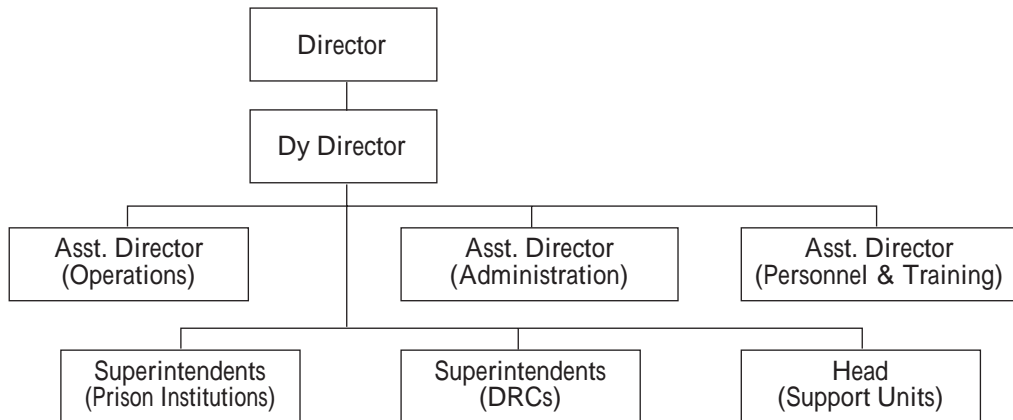 Director
Dy Director
Asst. Director
(Operations)
Asst. Director
(Administration)
Asst. Director
(Personnel & Training)
Superintendents
(Prison Institutions)
Superintendents
(DRCs)
Head
(Support Units)